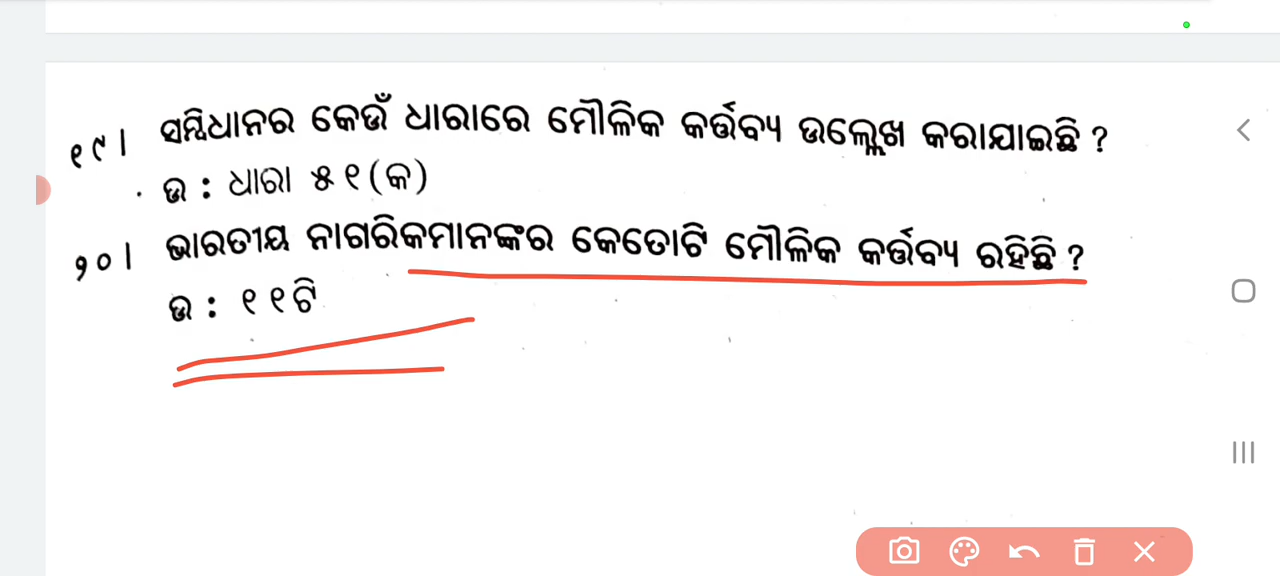 ୧୯। ସମ୍ବିଧାନର କେଉଁ ଧାରାରେ ମୌଳିକ କର୍ତ୍ତବ୍ୟ ଉଲ୍ଲେଖ କରାଯାଇଛି ?
ଉ : ଧାରା ୫୧(କ)
୨୦। ଭାରତୀୟ ନାଗରିକମାନଙ୍କର କେତୋଟି ମୌଳିକ କର୍ତ୍ତବ୍ୟ ରହିଛି ?
ଉ : ୧୧ଟି